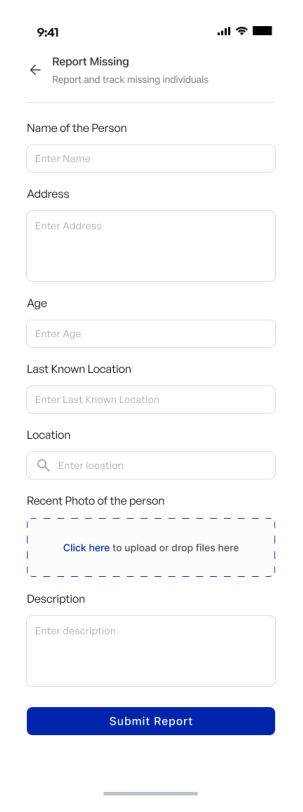 9:41
Report Missing
Report and track missing individuals
Name of the Person
Enter Name
Address
Enter Address
Age
Enter Age
Last Known Location
Enter Last Known Location
Location
Enter location
Recent Photo of the person
Click here to upload or drop files here
Description
Enter description
Submit Report